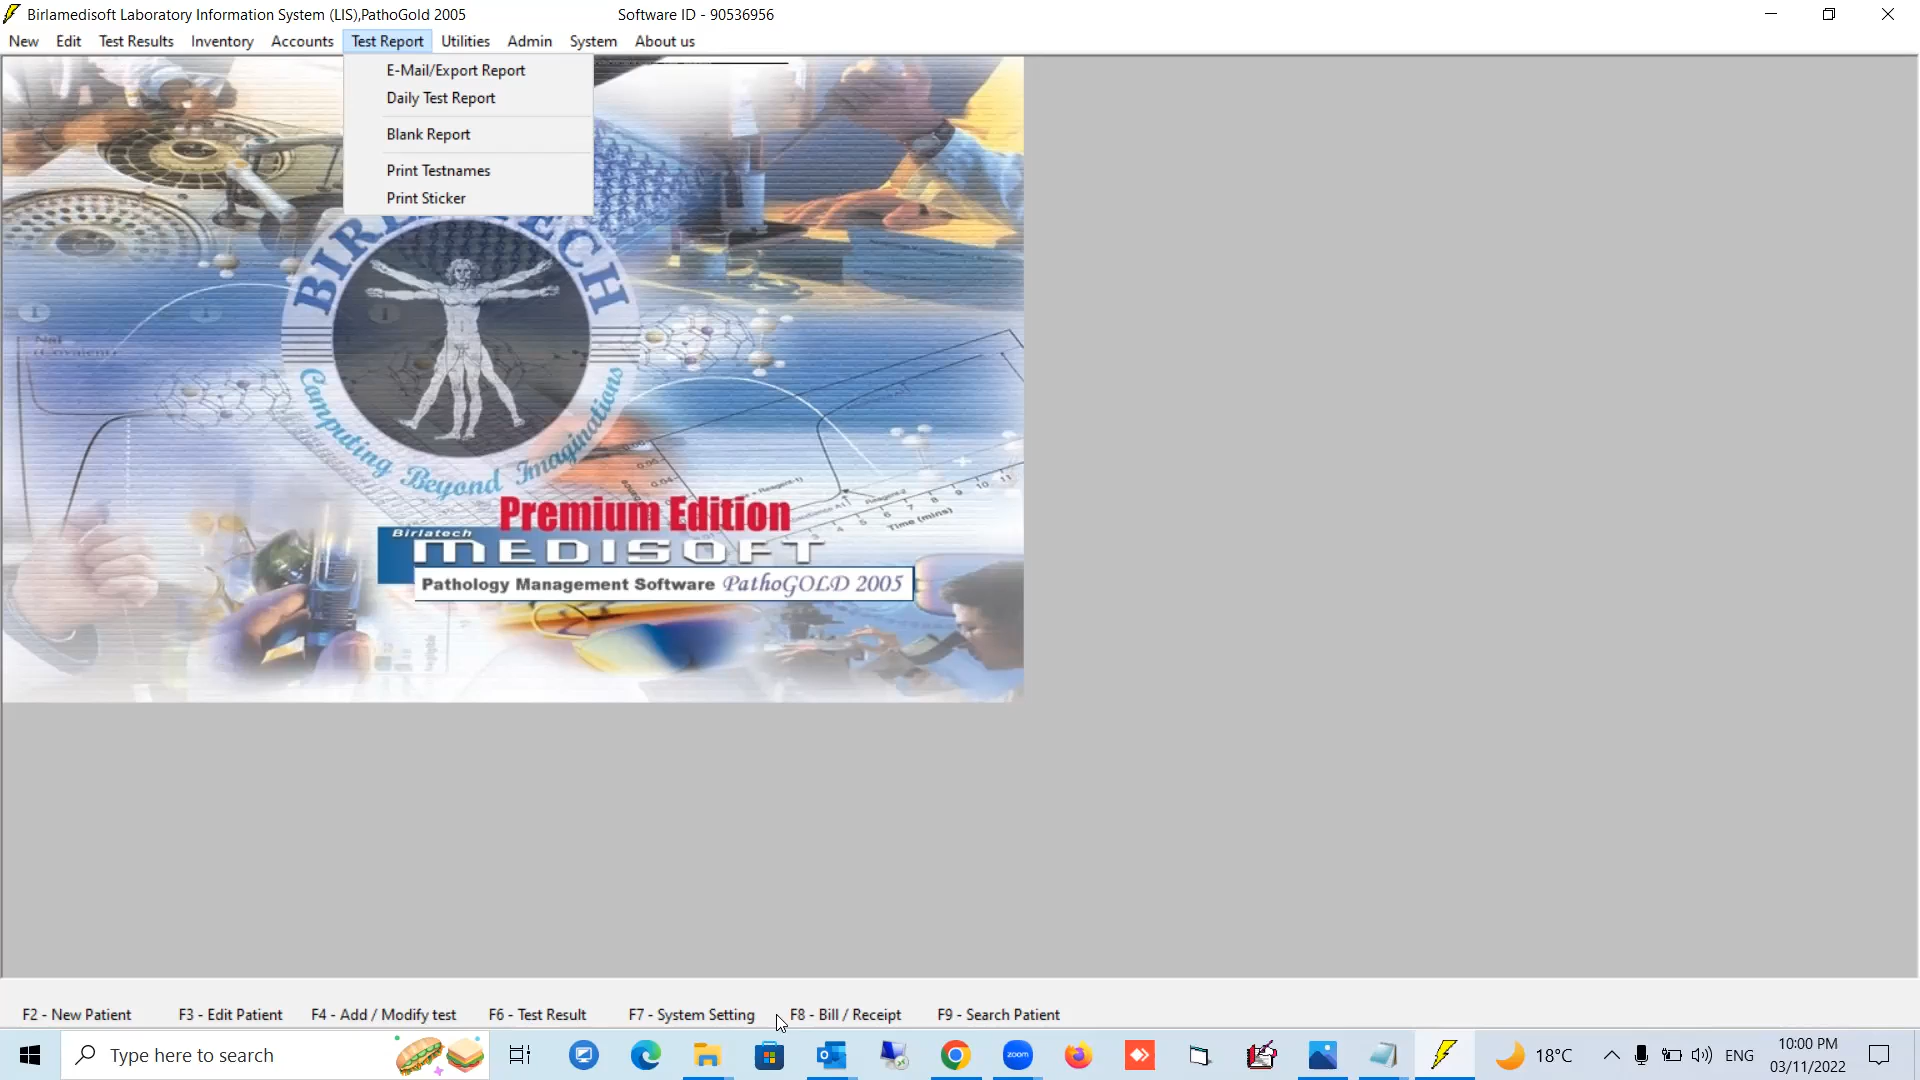 Birlamedisoft Laboratory Information System (LIS),PathoGold 2005 Software ID - 90536956
New Edit Test Results Inventory Accounts Test Report Utilities Admin System About us
E-Mail/Export Report
Daily Test Report
Blank Report
Print Testnames
Print Sticker
Computing Beyond Imaginations
Premium Edition
Birlatech
MEDISOFT
Pathology Management Software PathoGOLD 2005
Time (mins)
F2 - New Patient F3 - Edit Patient F4 - Add / Modify test F6 - Test Result F7 - System Setting F8 - Bill / Receipt F9 - Search Patient
Type here to search
zoom
18°C
ENG
10:00 PM
03/11/2022